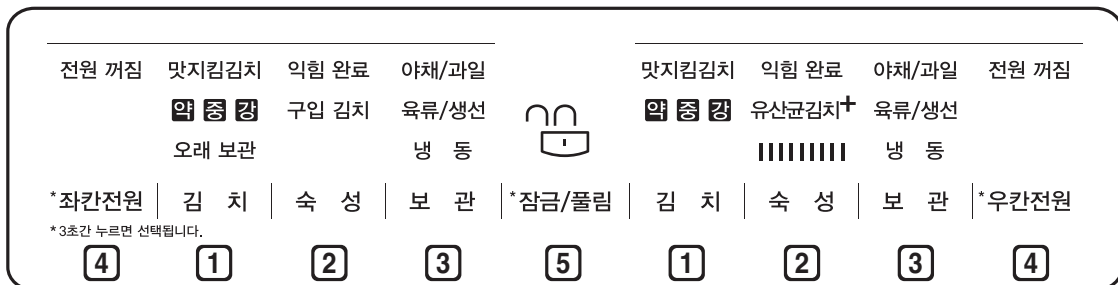 전원 꺼짐 맛지킴김치 익힘 완료 야채/과일 맛지킴김치 익힘 완료 야채/과일 전원 꺼짐
약 중 강 구입 김치 육류/생선 약 중 강 유산균김치+ 육류/생선
오래 보관 냉 동 냉 동
*좌칸전원 김 치 숙 성 보 관 *잠금/풀림 김 치 숙 성 보 관 *우칸전원
*3초간 누르면 선택됩니다.
4 1 2 3 5 1 2 3 4